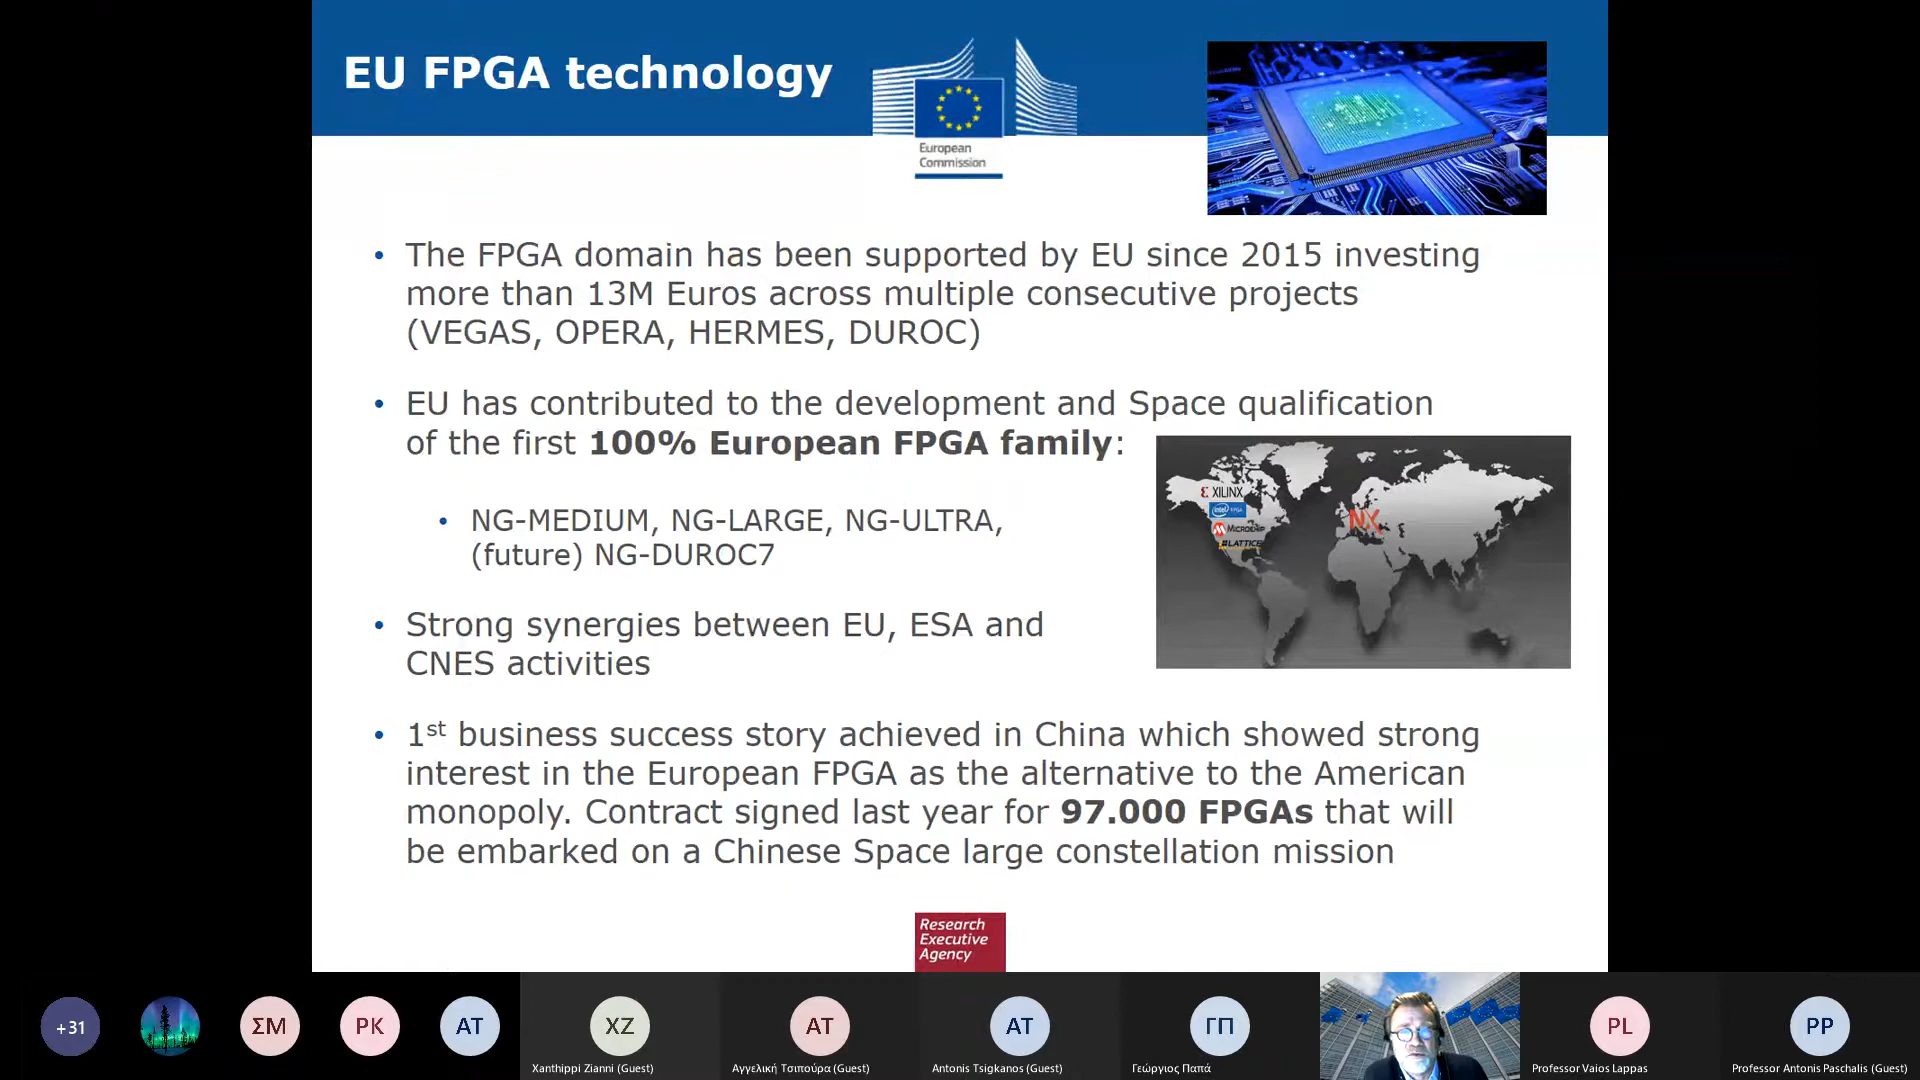 EU FPGA technology
European
Commission
• The FPGA domain has been supported by EU since 2015 investing
more than 13M Euros across multiple consecutive projects
(VEGAS, OPERA, HERMES, DUROC)
• EU has contributed to the development and Space qualification
of the first 100% European FPGA family:
• NG-MEDIUM, NG-LARGE, NG-ULTRA,
(future) NG-DUROC7
XILINX
intel FPGA
MICROCHIP
LATTICE
NX
• Strong synergies between EU, ESA and
CNES activities
• 1st business success story achieved in China which showed strong
interest in the European FPGA as the alternative to the American
monopoly. Contract signed last year for 97.000 FPGAs that will
be embarked on a Chinese Space large constellation mission
Research
Executive
Agency
+31
ΣΜ
PK
AT
XZ
Xanthippi Zianni (Guest)
ΑΤ
Αγγελική Τσιπούρα (Guest)
AT
Antonis Tsigkanos (Guest)
ΓΠ
Γεώργιος Παπά
PL
Professor Vaios Lappas
PP
Professor Antonis Paschalis (Guest)